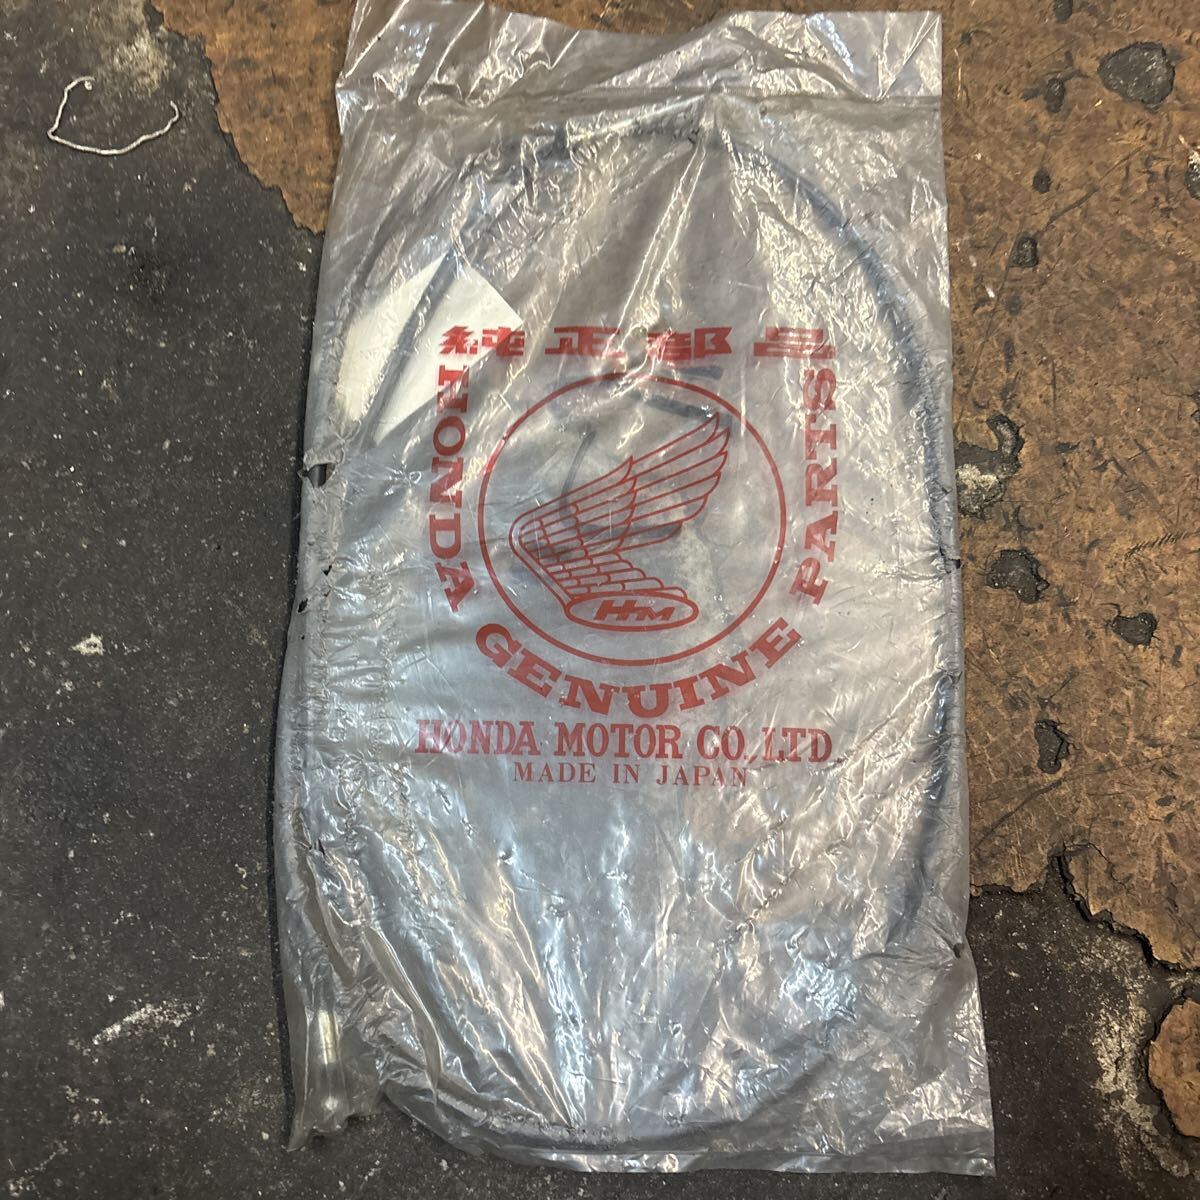 純正部品
HONDA GENUINE PARTS
HM
HONDA MOTOR CO., LTD.
MADE IN JAPAN